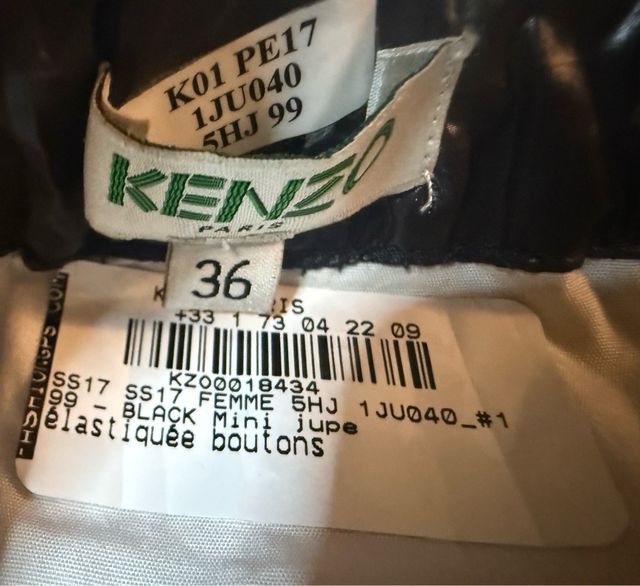 K01 PE17
1JU040
5HJ 99
KENZO
PARIS
36
+33 1 73 04 22 09
KZO0018434
SS17 SS17 FEMME 5HJ 1JU040_#1
99 - BLACK Mini jupe
élastiquée boutons